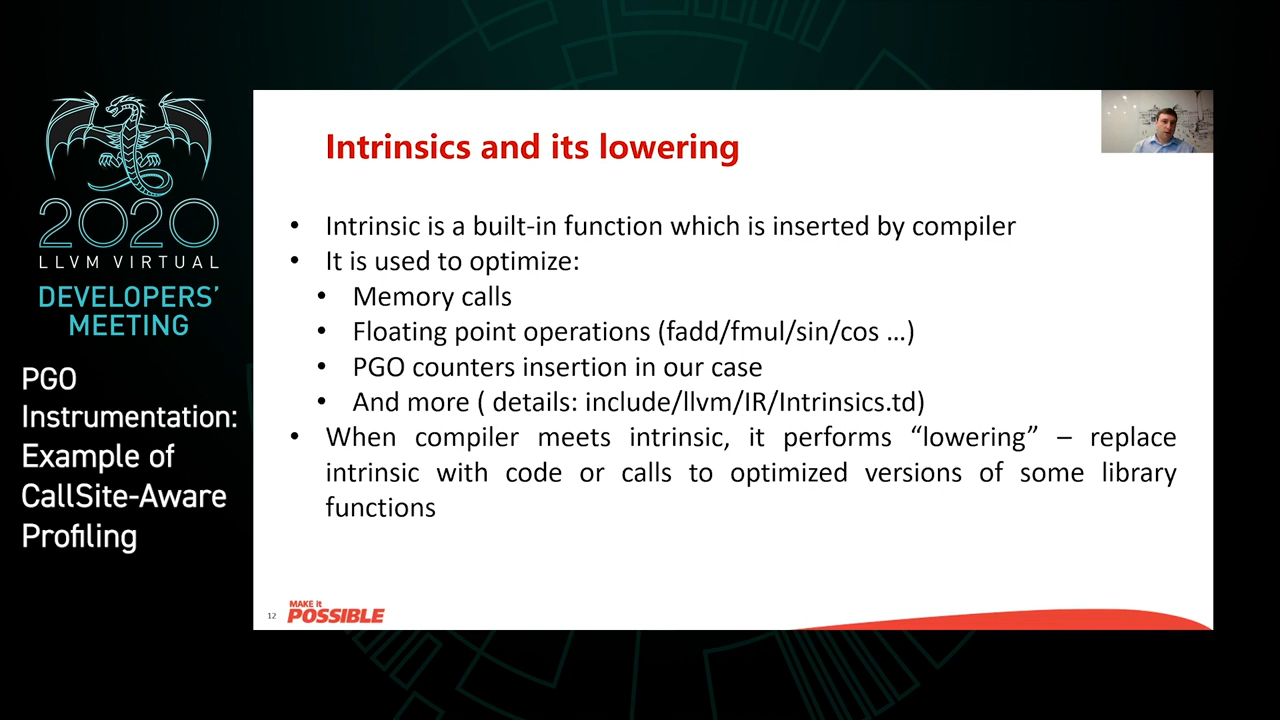 2020
LLVM VIRTUAL
DEVELOPERS’
MEETING
PGO
Instrumentation:
Example of
CallSite-Aware
Profiling
Intrinsics and its lowering
• Intrinsic is a built-in function which is inserted by compiler
• It is used to optimize:
• Memory calls
• Floating point operations (fadd/fmul/sin/cos …)
• PGO counters insertion in our case
• And more ( details: include/llvm/IR/Intrinsics.td)
• When compiler meets intrinsic, it performs “lowering” – replace
intrinsic with code or calls to optimized versions of some library
functions
12
MAKE it
POSSIBLE